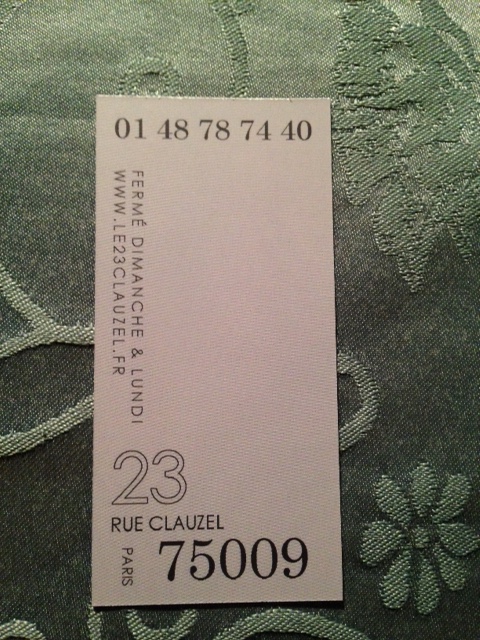 01 48 78 74 40
FERMÉ DIMANCHE & LUNDI
WWW.LE23CLAUZEL.FR
23
RUE CLAUZEL
PARIS
75009